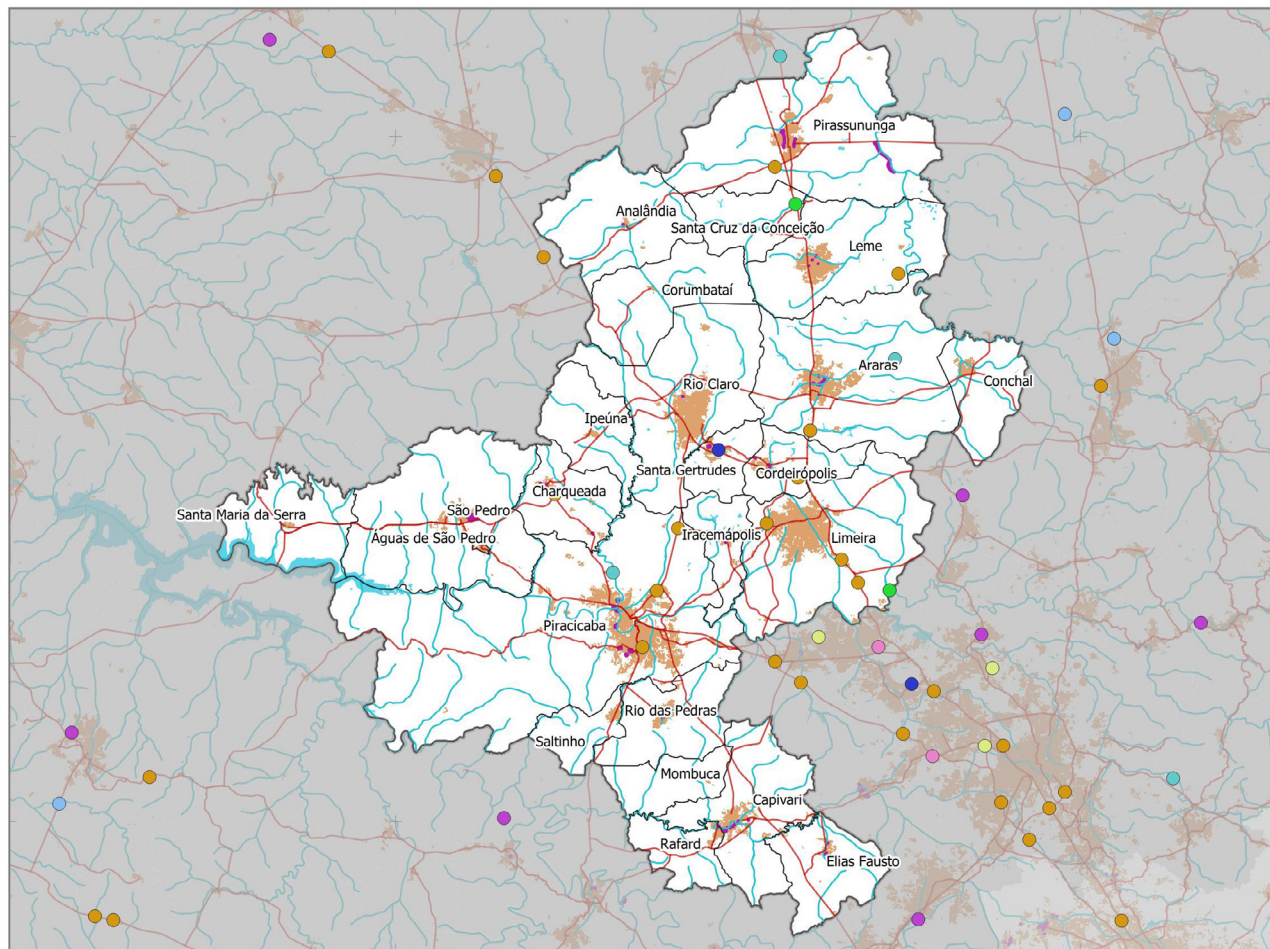 Pirassununga
Analândia
Santa Cruz da Conceição
Leme
Corumbataí
Araras
Conchal
Rio Claro
Ipeúna
Santa Gertrudes
Cordeirópolis
Charqueada
São Pedro
Santa Maria da Serra
Águas de São Pedro
Iracemápolis
Limeira
Piracicaba
Rio das Pedras
Saltinho
Mombuca
Capivari
Rafard
Elias Fausto